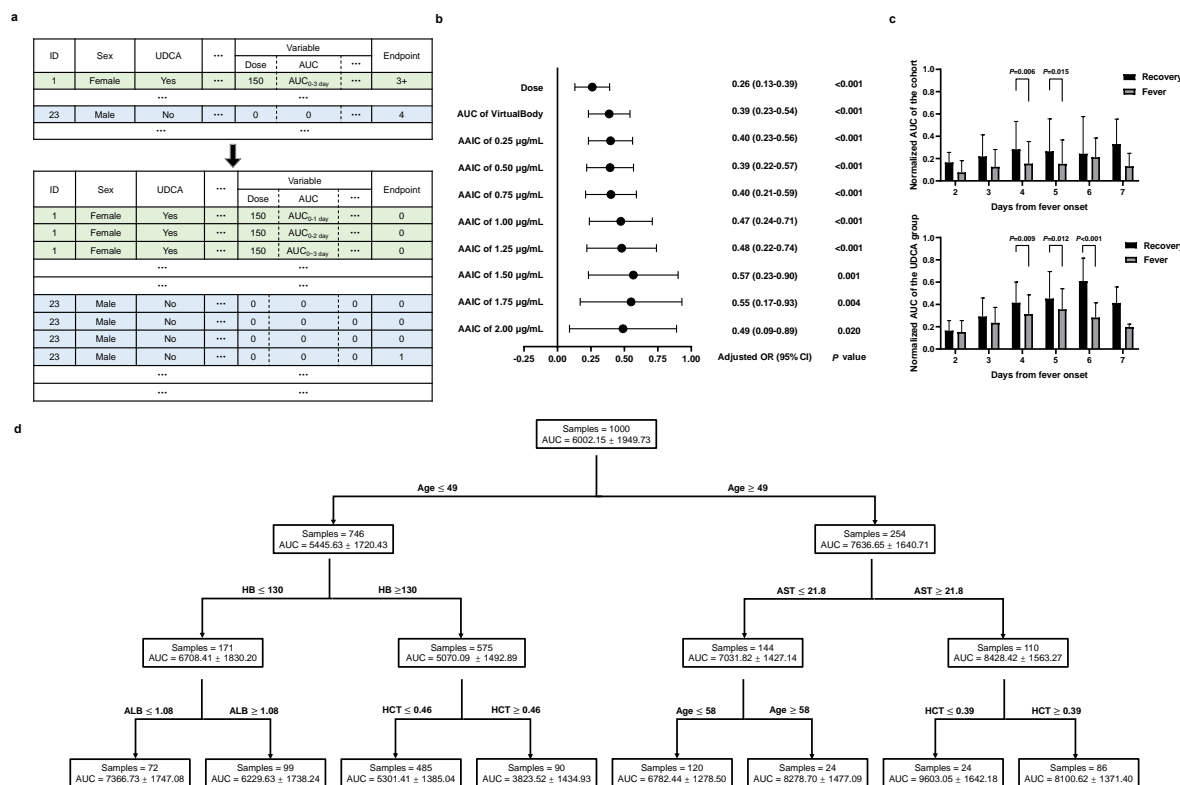 a
ID Sex UDCA ··· Variable Endpoint
Dose AUC ···
1 Female Yes ··· 150 AUC0-3 day ··· 3+
··· ···
23 Male No ··· 0 0 ··· 4
··· ···
ID Sex UDCA ··· Variable Endpoint
Dose AUC ···
1 Female Yes ··· 150 AUC0-1 day ··· 0
1 Female Yes ··· 150 AUC0-2 day ··· 0
1 Female Yes ··· 150 AUC0-3 day ··· 0
··· ···
··· ···
23 Male No ··· 0 0 0 0
23 Male No ··· 0 0 0 0
23 Male No ··· 0 0 0 0
23 Male No ··· 0 0 0 1
··· ···
··· ···
b
Dose 0.26 (0.13-0.39) <0.001
AUC of VirtualBody 0.39 (0.23-0.54) <0.001
AAIC of 0.25 μg/mL 0.40 (0.23-0.56) <0.001
AAIC of 0.50 μg/mL 0.39 (0.22-0.57) <0.001
AAIC of 0.75 μg/mL 0.40 (0.21-0.59) <0.001
AAIC of 1.00 μg/mL 0.47 (0.24-0.71) <0.001
AAIC of 1.25 μg/mL 0.48 (0.22-0.74) <0.001
AAIC of 1.50 μg/mL 0.57 (0.23-0.90) 0.001
AAIC of 1.75 μg/mL 0.55 (0.17-0.93) 0.004
AAIC of 2.00 μg/mL 0.49 (0.09-0.89) 0.020
-0.25 0.00 0.25 0.50 0.75 1.00 Adjusted OR (95% CI) P value
c
Normalized AUC of the cohort
1.0
0.8
0.6
0.4
0.2
0.0
P=0.006 P=0.015
Recovery
Fever
2 3 4 5 6 7
Days from fever onset
Normalized AUC of the UDCA group
1.0
0.8
0.6
0.4
0.2
0.0
P=0.009 P=0.012 P<0.001
Recovery
Fever
2 3 4 5 6 7
Days from fever onset
d
Samples = 1000
AUC = 6002.15 ± 1949.73
Age ≤ 49 Age ≥ 49
Samples = 746
AUC = 5445.63 ± 1720.43
Samples = 254
AUC = 7636.65 ± 1640.71
HB ≤ 130 HB ≥130 AST ≤ 21.8 AST ≥ 21.8
Samples = 171
AUC = 6708.41 ± 1830.20
Samples = 575
AUC = 5070.09 ± 1492.89
Samples = 144
AUC = 7031.82 ± 1427.14
Samples = 110
AUC = 8428.42 ± 1563.27
ALB ≤ 1.08 ALB ≥ 1.08 HCT ≤ 0.46 HCT ≥ 0.46 Age ≤ 58 Age ≥ 58 HCT ≤ 0.39 HCT ≥ 0.39
Samples = 72
AUC = 7366.73 ± 1747.08
Samples = 99
AUC = 6229.63 ± 1738.24
Samples = 485
AUC = 5301.41 ± 1385.04
Samples = 90
AUC = 3823.52 ± 1434.93
Samples = 120
AUC = 6782.44 ± 1278.50
Samples = 24
AUC = 8278.70 ± 1477.09
Samples = 24
AUC = 9603.05 ± 1642.18
Samples = 86
AUC = 8100.62 ± 1371.40